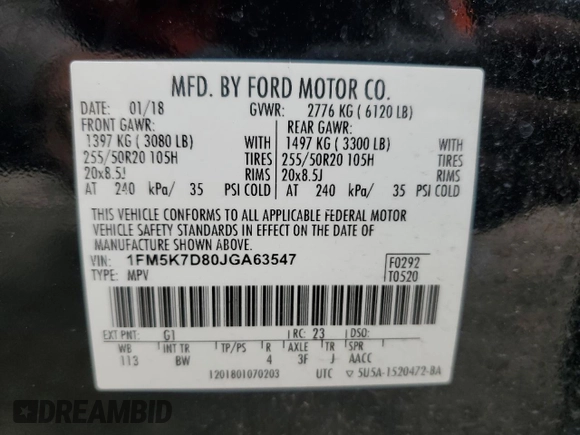 MFD. BY FORD MOTOR CO.
DATE: 01/18 GVWR: 2776 KG ( 6120 LB)
FRONT GAWR: REAR GAWR:
1397 KG ( 3080 LB) WITH 1497 KG ( 3300 LB) WITH
255/50R20 105H TIRES 255/50R20 105H TIRES
20x8.5J RIMS 20x8.5J RIMS
AT 240 kPa/ 35 PSI COLD AT 240 kPa/ 35 PSI COLD
THIS VEHICLE CONFORMS TO ALL APPLICABLE FEDERAL MOTOR
VEHICLE SAFETY STANDARDS IN EFFECT ON THE DATE OF
MANUFACTURE SHOWN ABOVE.
VIN: 1FM5K7D80JGA63547 F0292
TYPE: MPV T0520
EXT PNT: G1 RC: 23 DSO:
WB INT TR TP/PS R AXLE TR SPR
113 BW 4 3F J AACC
1201801070203 UTC ▽ 5U5A-1520472-BA
DREAMBID